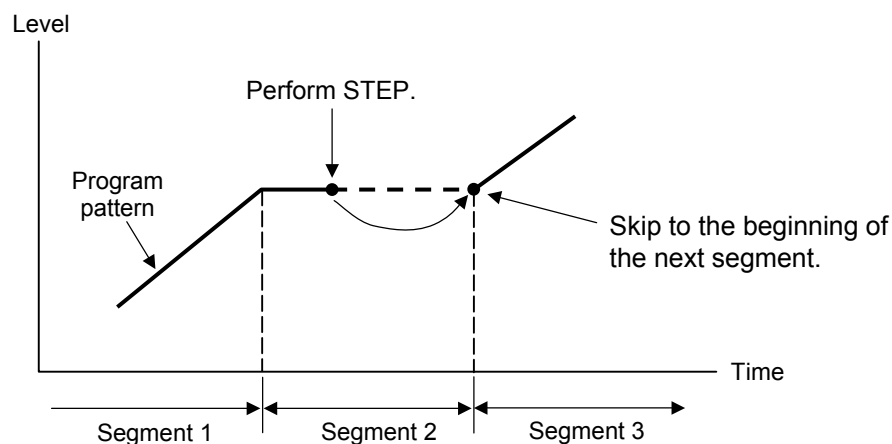 Level
Perform STEP.
Program
pattern
Skip to the beginning of
the next segment.
Time
Segment 1
Segment 2
Segment 3